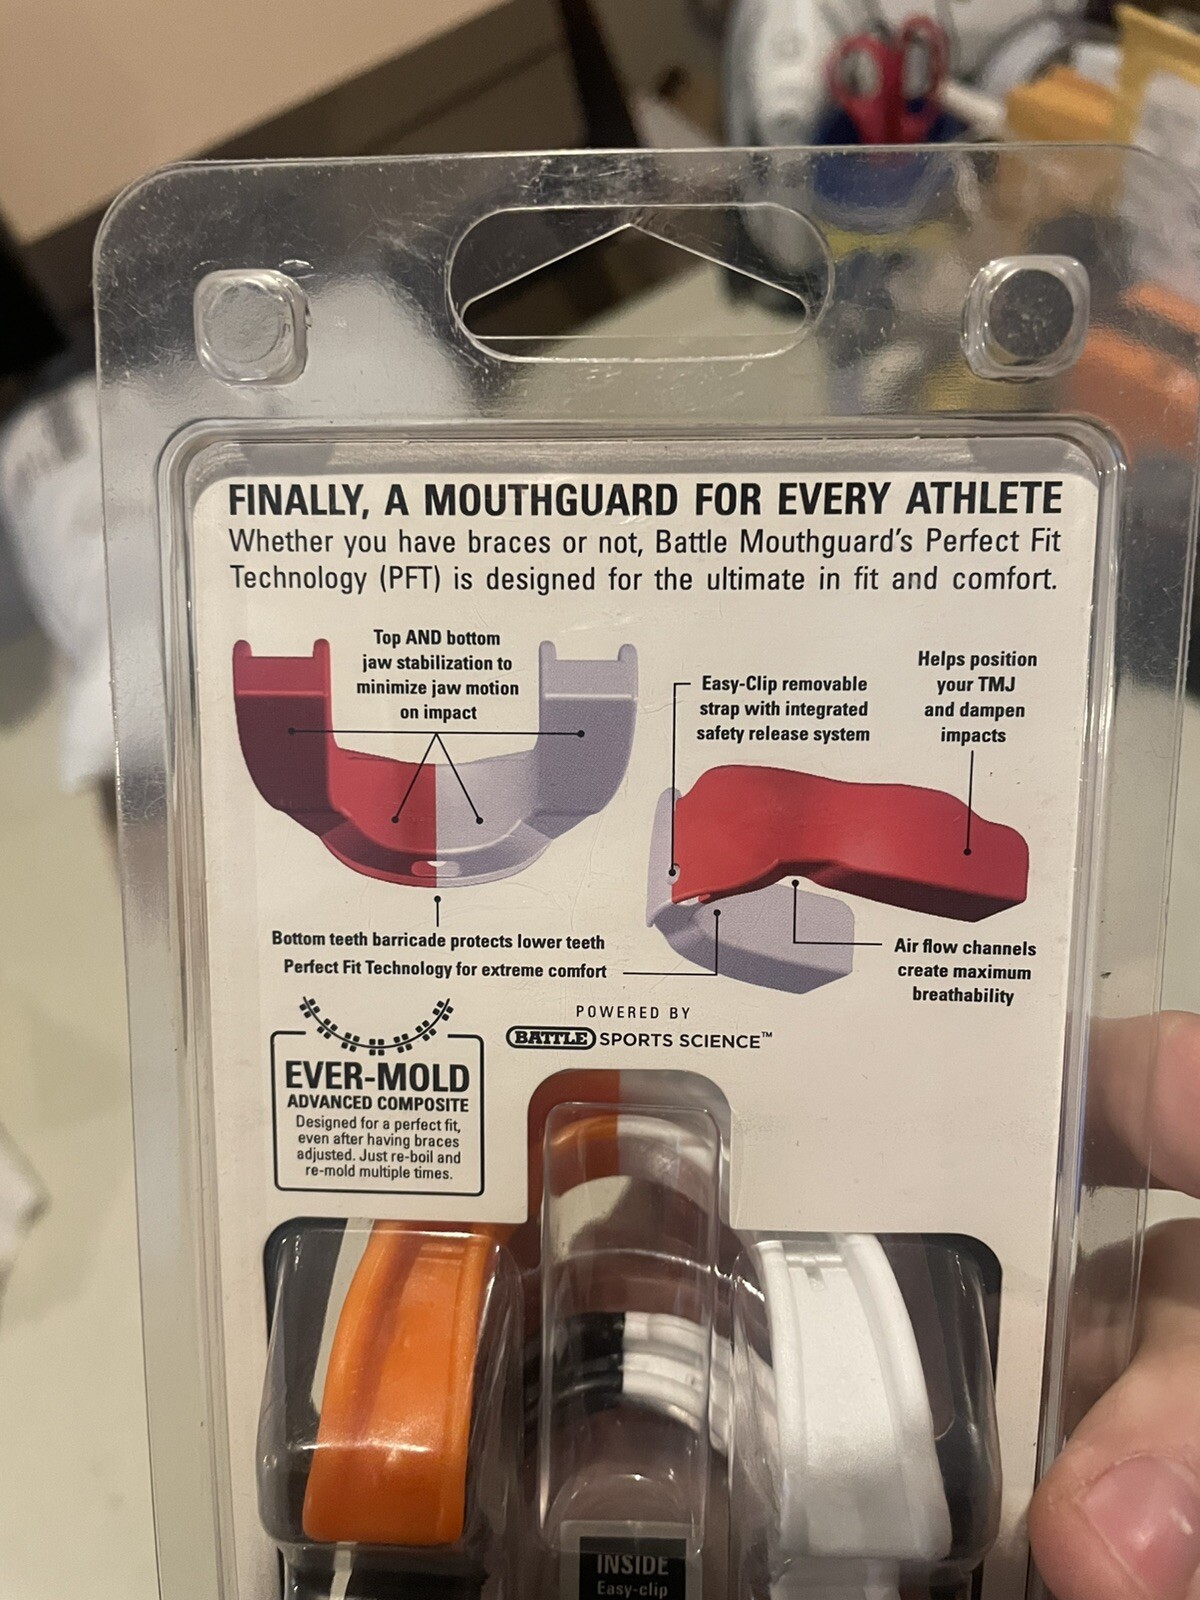 FINALLY, A MOUTHGUARD FOR EVERY ATHLETE
Whether you have braces or not, Battle Mouthguard's Perfect Fit
Technology (PFT) is designed for the ultimate in fit and comfort.
Top AND bottom
jaw stabilization to
minimize jaw motion
on impact
Easy-Clip removable
strap with integrated
safety release system
Helps position
your TMJ
and dampen
impacts
Bottom teeth barricade protects lower teeth
Perfect Fit Technology for extreme comfort
Air flow channels
create maximum
breathability
POWERED BY
BATTLE SPORTS SCIENCE™
EVER-MOLD
ADVANCED COMPOSITE
Designed for a perfect fit,
even after having braces
adjusted. Just re-boil and
re-mold multiple times.
INSIDE
Easy-clip